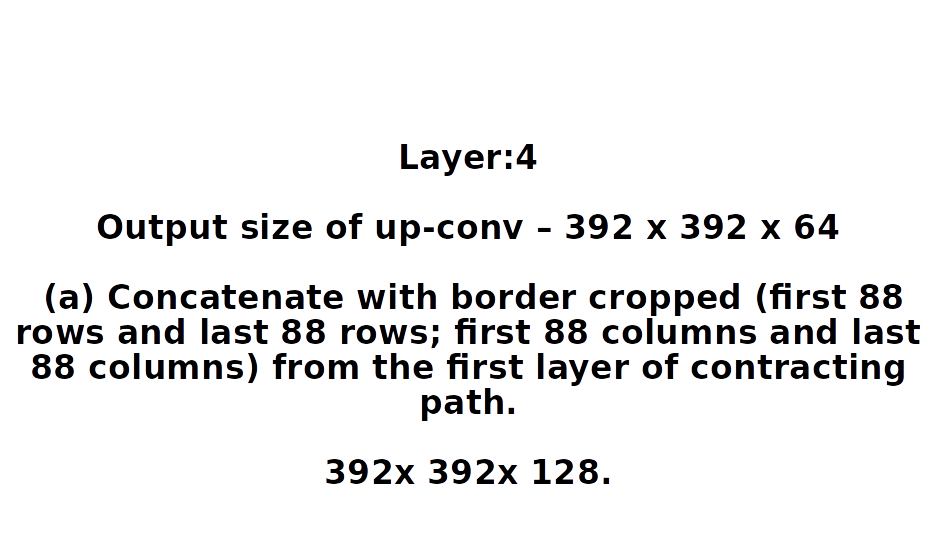 Layer:4
Output size of up-conv – 392 x 392 x 64
(a) Concatenate with border cropped (first 88
rows and last 88 rows; first 88 columns and last
88 columns) from the first layer of contracting
path.
392x 392x 128.